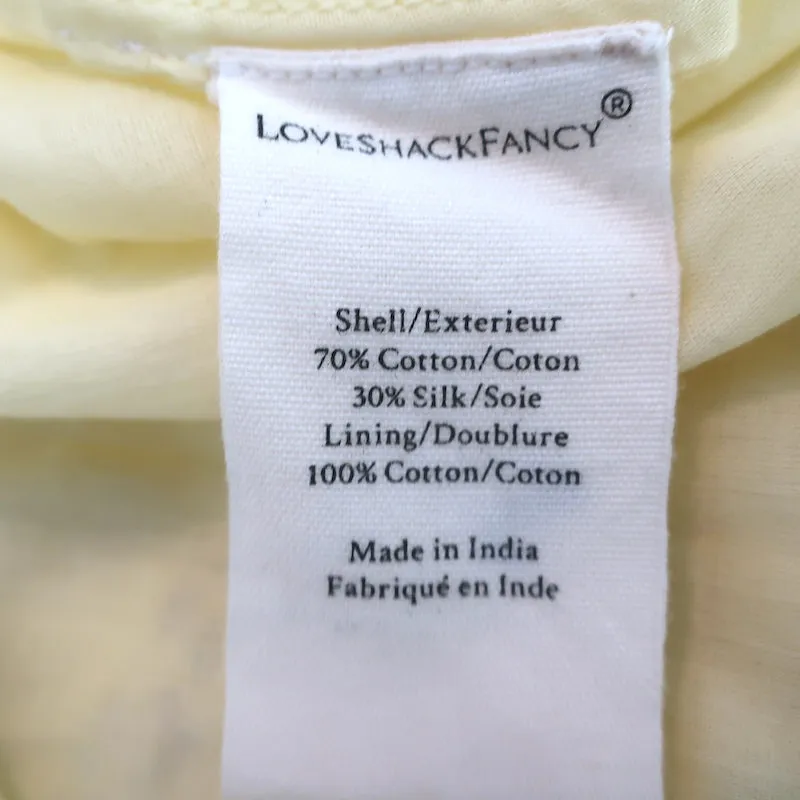 LOVESHACKFANCY®
Shell/Exterieur
70% Cotton/Coton
30% Silk/Soie
Lining/Doublure
100% Cotton/Coton
Made in India
Fabriqué en Inde